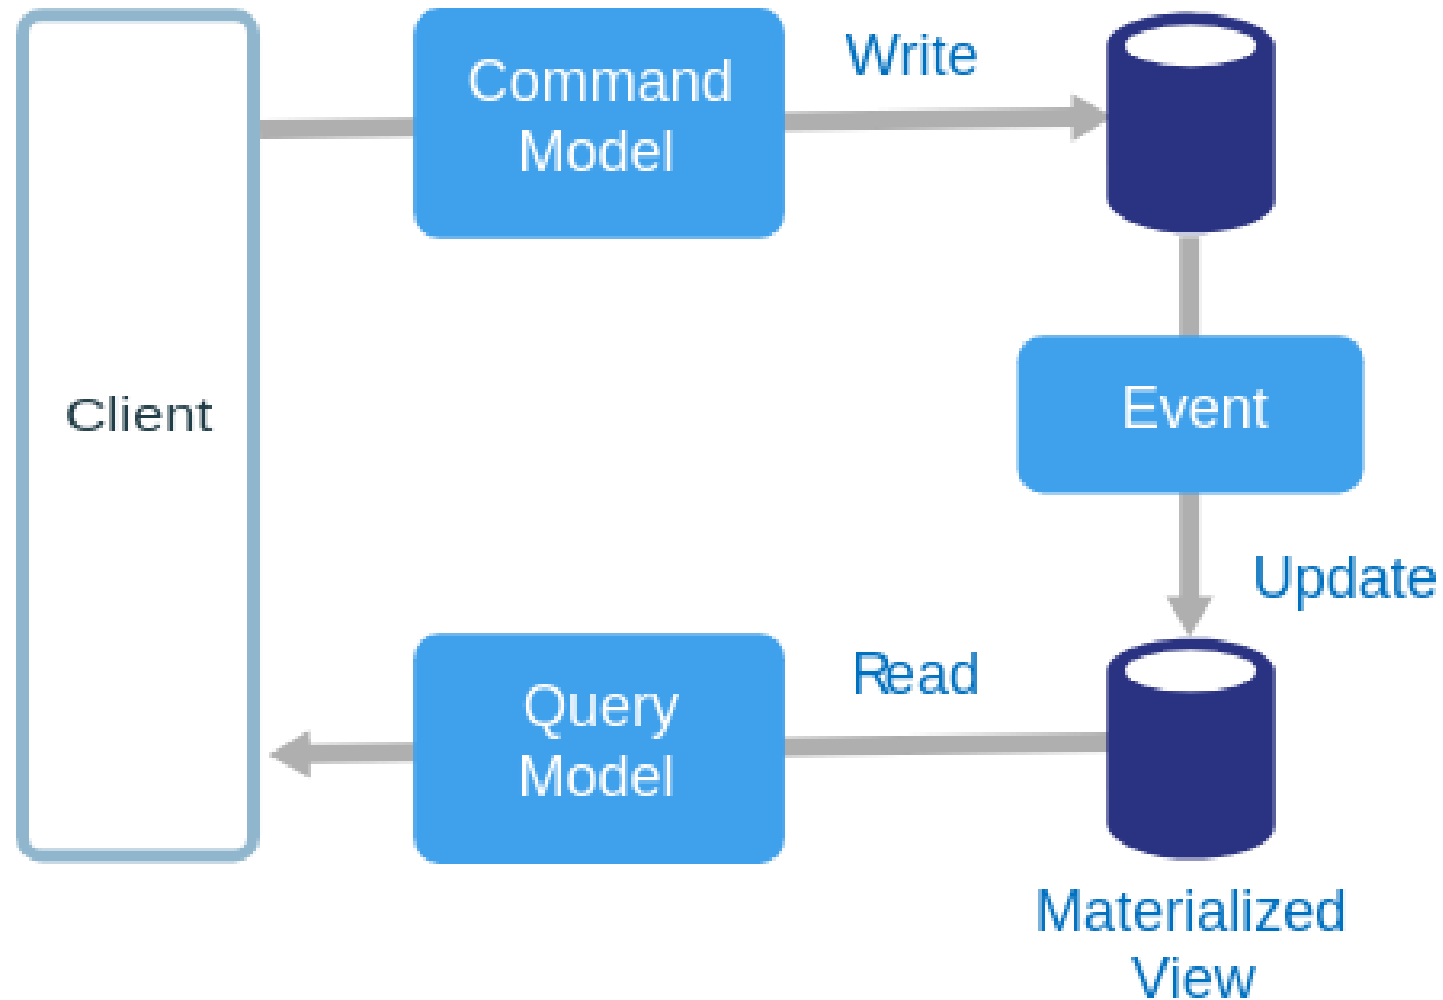 Command
Model
Write
Client
Event
Update
Query
Model
Read
Materialized
View